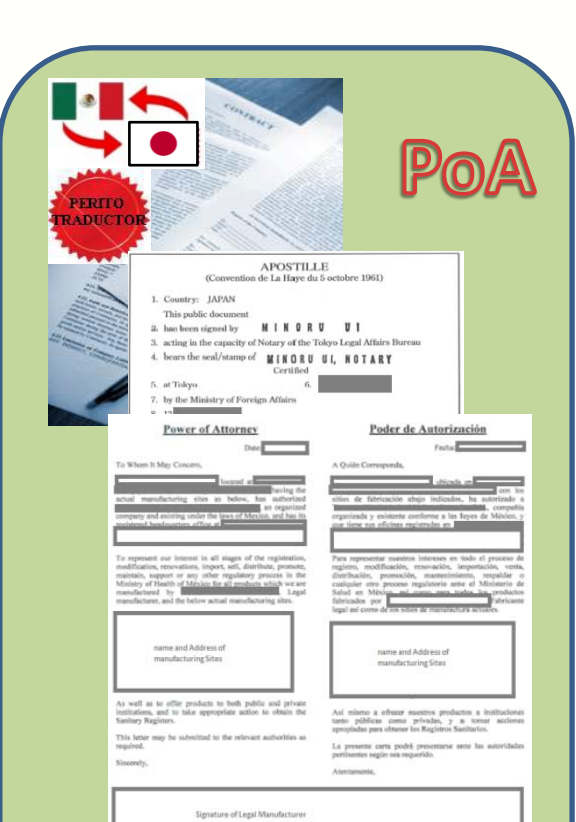 PoA
PERITO
TRADUCTOR
CONTRACT
APOSTILLE
(Convention de La Haye du 5 octobre 1961)
1. Country: JAPAN
This public document
2. has been signed by MINORU UI
3. acting in the capacity of Notary of the Tokyo Legal Affairs Bureau
4. bears the seal/stamp of MINORU UI, NOTARY
Certified
5. at Tokyo 6.
7. by the Ministry of Foreign Affairs
Power of Attorney
Date:
To Whom It May Concern,
located at
having the
actual manufacturing sites as below, has authorized
an organized
company and existing under the laws of México, and has its
registered headquarters office at
To represent our interest in all stages of the registration,
modification, renovations, import, sell, distribute, promote,
maintain, support or any other regulatory process in the
Ministry of Health of México for all products which we are
manufactured by Legal
manufacturer, and the below actual manufacturing sites.
name and Address of
manufacturing Sites
As well as to offer products to both public and private
institutions, and to take appropriate action to obtain the
Sanitary Registers.
This letter may be submitted to the relevant authorities as
required.
Sincerely,
Poder de Autorización
Fecha:
A Quién Corresponda,
ubicada en
con los
sitios de fabricación abajo indicados, ha autorizado a
compañía
organizada y existente conforme a las leyes de México, y
que tiene sus oficinas registradas en
Para representar nuestros intereses en todo el proceso de
registro, modificación, renovación, importación, venta,
distribución, promoción, mantenimiento, respaldar o
cualquier otro proceso regulatorio ante el Ministerio de
Salud en México, así como para todos los productos
fabricados por Fabricante
legal así como de los sitios de manufactura actuales.
name and Address of
manufacturing Sites
Así mismo a ofrecer nuestros productos a instituciones
tanto públicas como privadas, y a tomar acciones
apropiadas para obtener los Registros Sanitarios.
La presente carta podrá presentarse ante las autoridades
pertinentes según sea requerido.
Atentamente,
Signature of Legal Manufacturer